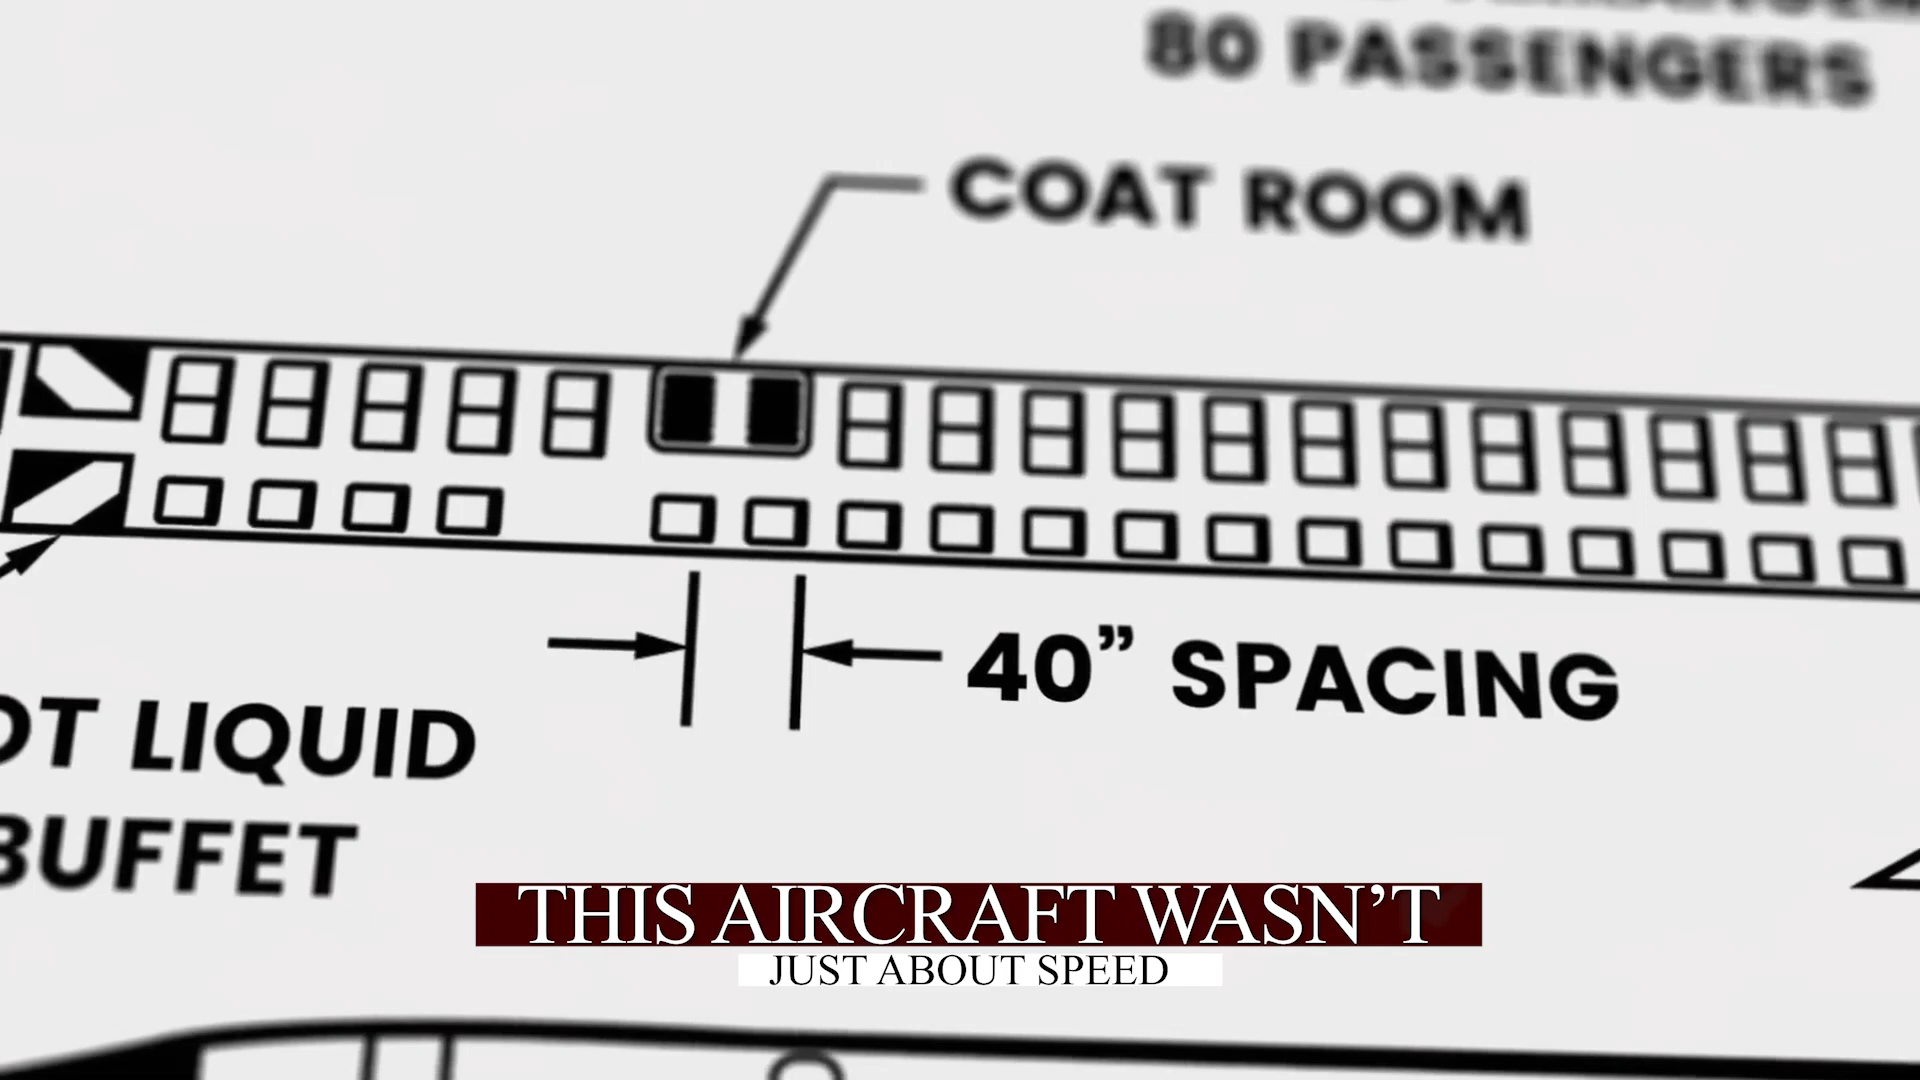 80 PASSENGERS
COAT ROOM
40” SPACING
LIQUID
BUFFET
THIS AIRCRAFT WASN’T
JUST ABOUT SPEED